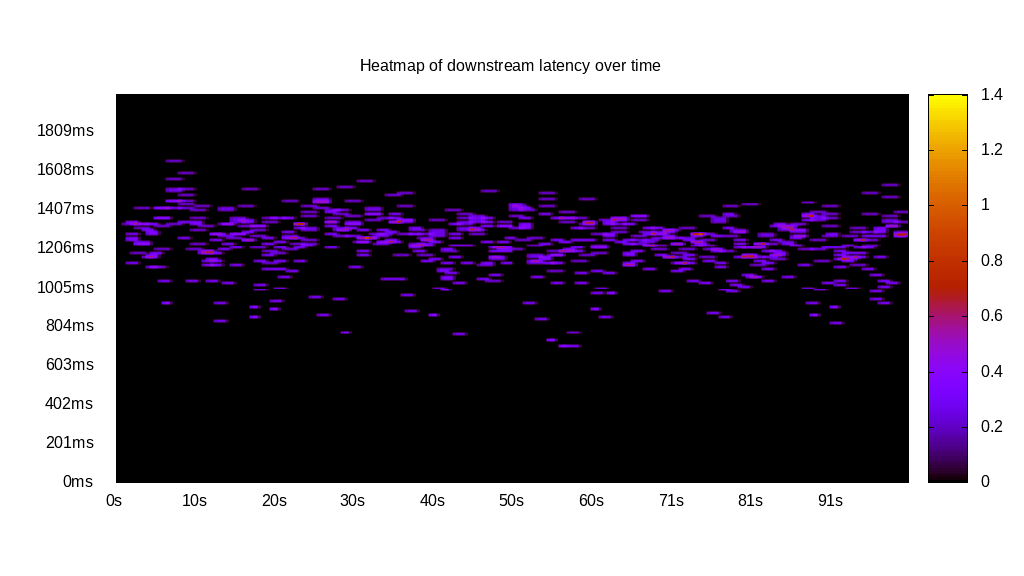 Heatmap of downstream latency over time
1809ms
1608ms
1407ms
1206ms
1005ms
804ms
603ms
402ms
201ms
0ms
0s 10s 20s 30s 40s 50s 60s 71s 81s 91s
1.4
1.2
1
0.8
0.6
0.4
0.2
0